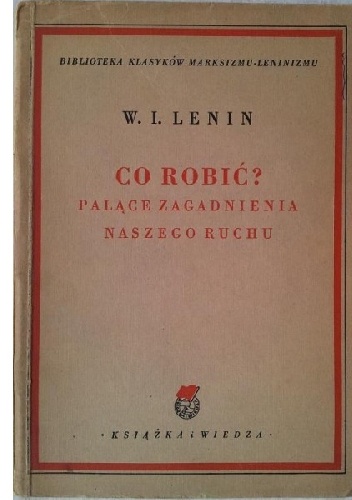 BIBLIOTEKA KLASYKÓW MARKSIZMU-LENINIZMU
W. I. LENIN
CO ROBIĆ?
PALĄCE ZAGADNIENIA
NASZEGO RUCHU
· KSIĄŻKA i WIEDZA ·